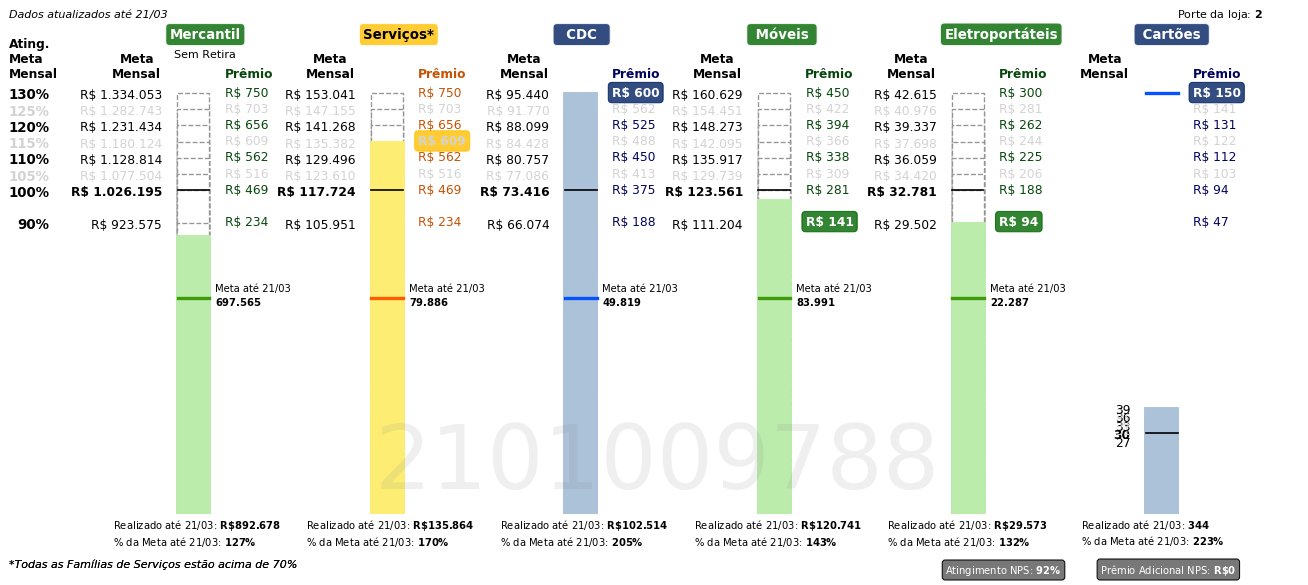 Dados atualizados até 21/03
Porte da loja: 2
Mercantil Serviços* CDC Móveis Eletroportáteis Cartões
Sem Retira
Ating. Meta Mensal
Meta Mensal Prêmio Meta Mensal Prêmio Meta Mensal Prêmio Meta Mensal Prêmio Meta Mensal Prêmio Meta Mensal Prêmio
130% R$ 1.334.053 R$ 750 R$ 153.041 R$ 750 R$ 95.440 R$ 600 R$ 160.629 R$ 450 R$ 42.615 R$ 300 R$ 150
125% R$ 1.282.743 R$ 703 R$ 147.155 R$ 703 R$ 91.770 R$ 562 R$ 154.451 R$ 422 R$ 40.976 R$ 281 R$ 141
120% R$ 1.231.434 R$ 656 R$ 141.268 R$ 656 R$ 88.099 R$ 525 R$ 148.273 R$ 394 R$ 39.337 R$ 262 R$ 131
115% R$ 1.180.124 R$ 609 R$ 135.382 R$ 609 R$ 84.428 R$ 488 R$ 142.095 R$ 366 R$ 37.698 R$ 244 R$ 122
110% R$ 1.128.814 R$ 562 R$ 129.496 R$ 562 R$ 80.757 R$ 450 R$ 135.917 R$ 338 R$ 36.059 R$ 225 R$ 112
105% R$ 1.077.504 R$ 516 R$ 123.610 R$ 516 R$ 77.086 R$ 413 R$ 129.739 R$ 309 R$ 34.420 R$ 206 R$ 103
100% R$ 1.026.195 R$ 469 R$ 117.724 R$ 469 R$ 73.416 R$ 375 R$ 123.561 R$ 281 R$ 32.781 R$ 188 R$ 94
90% R$ 923.575 R$ 234 R$ 105.951 R$ 234 R$ 66.074 R$ 188 R$ 111.204 R$ 141 R$ 29.502 R$ 94 R$ 47
Meta até 21/03 Meta até 21/03 Meta até 21/03 Meta até 21/03 Meta até 21/03
697.565 79.886 49.819 83.991 22.287
39
36
33
30
27
2101009788
Realizado até 21/03: R$892.678 Realizado até 21/03: R$135.864 Realizado até 21/03: R$102.514 Realizado até 21/03: R$120.741 Realizado até 21/03: R$29.573 Realizado até 21/03: 344
% da Meta até 21/03: 127% % da Meta até 21/03: 170% % da Meta até 21/03: 205% % da Meta até 21/03: 143% % da Meta até 21/03: 132% % da Meta até 21/03: 223%
*Todas as Famílias de Serviços estão acima de 70%
Atingimento NPS: 92% Prêmio Adicional NPS: R$0